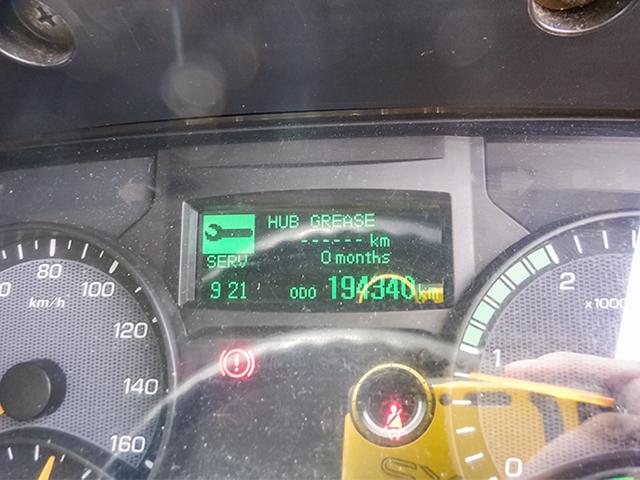 HUB GREASE
------ km
SERV 0 months
9 21 ODO 194340 km
80
100
km/h
120
140
160
2
x1000
1
0